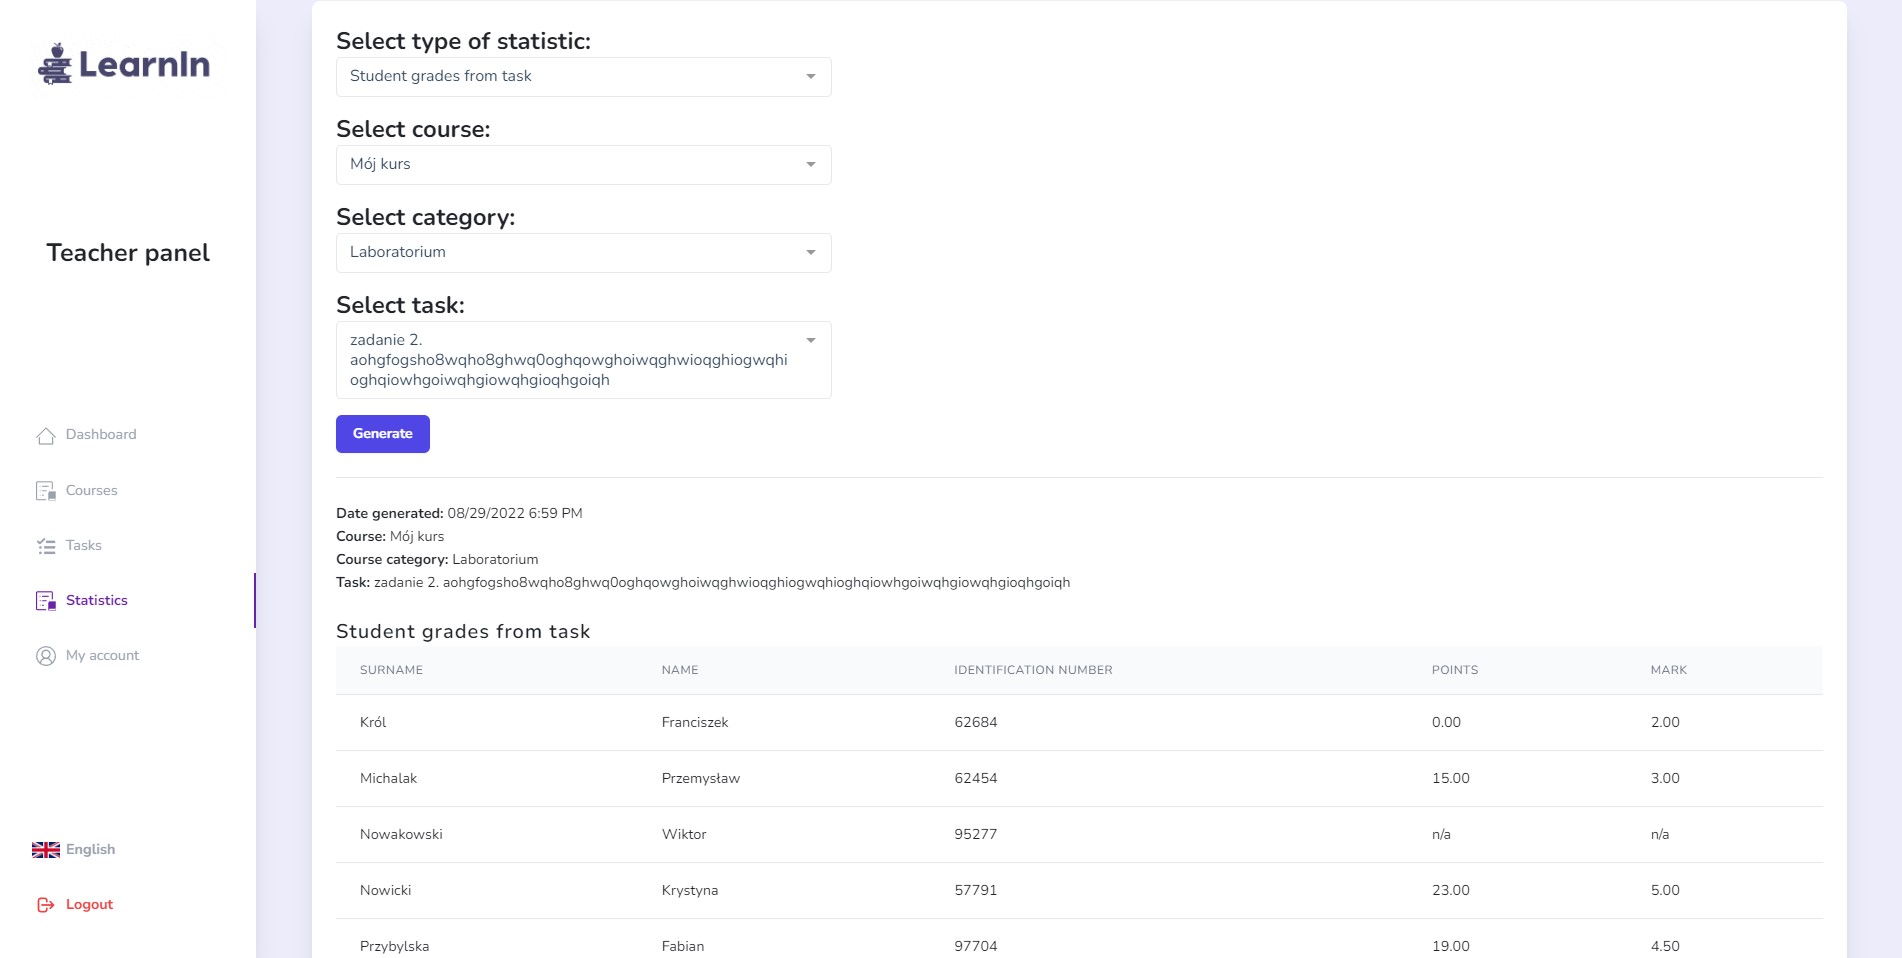 LearnIn
Teacher panel
Dashboard
Courses
Tasks
Statistics
My account
English
Logout
Select type of statistic:
Student grades from task
Select course:
Mój kurs
Select category:
Laboratorium
Select task:
zadanie 2.
aohgfogsho8wqho8ghwq0oghqowghoiwqghwioqghiogwqhi
oghqiowhgoiwqhgiowqhgioqhgoiqh
Generate
Date generated: 08/29/2022 6:59 PM
Course: Mój kurs
Course category: Laboratorium
Task: zadanie 2. aohgfogsho8wqho8ghwq0oghqowghoiwqghwioqghiogwqhioghqiowhgoiwqhgiowqhgioqhgoiqh
Student grades from task
SURNAME NAME IDENTIFICATION NUMBER POINTS MARK
Król Franciszek 62684 0.00 2.00
Michalak Przemysław 62454 15.00 3.00
Nowakowski Wiktor 95277 n/a n/a
Nowicki Krystyna 57791 23.00 5.00
Przybylska Fabian 97704 19.00 4.50